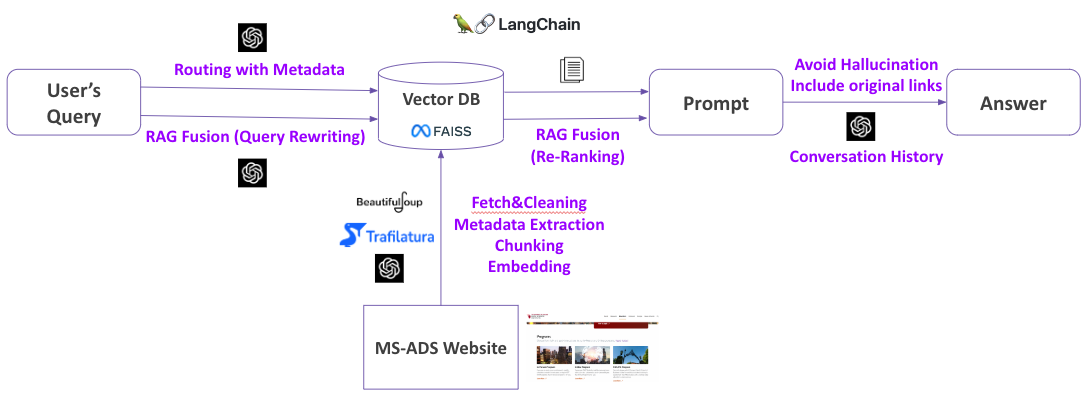 LangChain
Routing with Metadata
User's
Query
RAG Fusion (Query Rewriting)
Vector DB
FAISS
RAG Fusion
(Re-Ranking)
Prompt
Avoid Hallucination
Include original links
Conversation History
Answer
BeautifulSoup
Trafilatura
Fetch&Cleaning
Metadata Extraction
Chunking
Embedding
MS-ADS Website
Programs